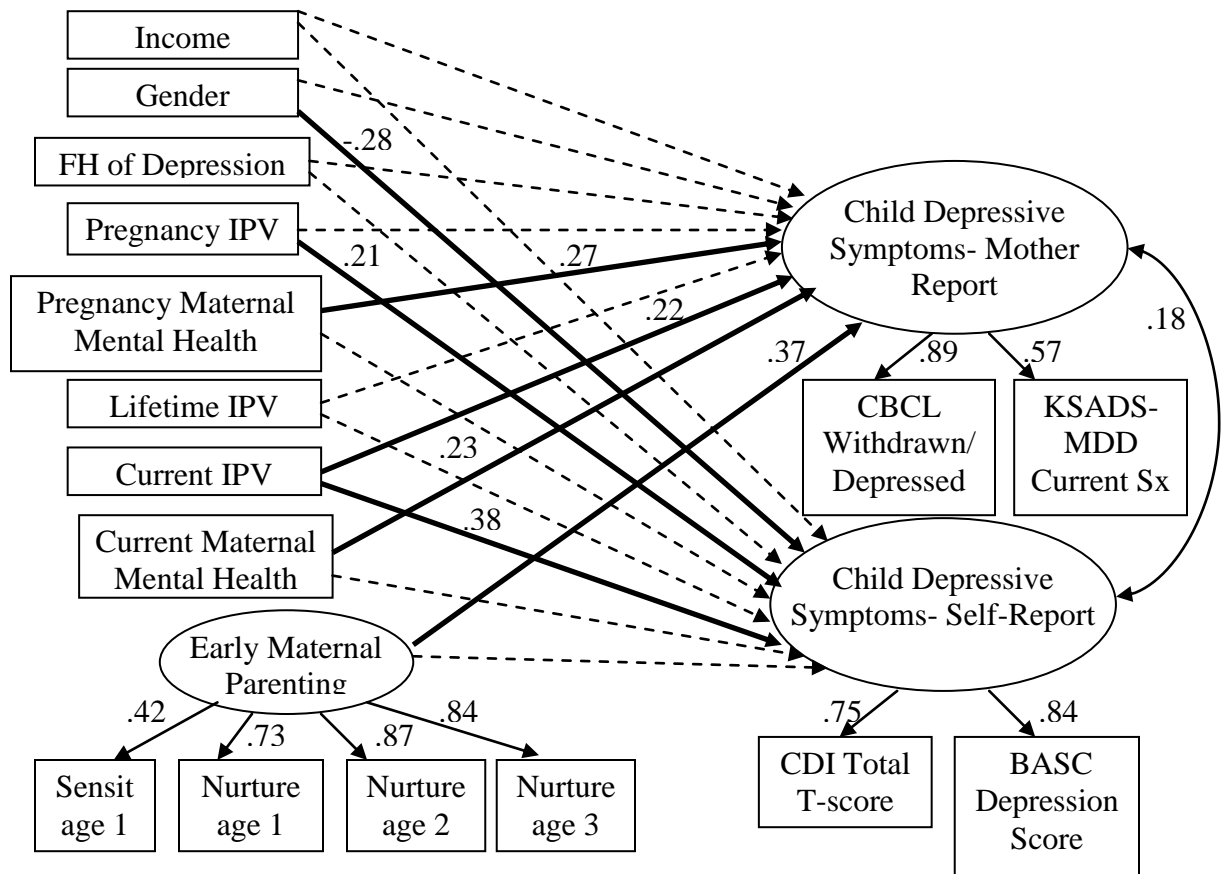 Income
Gender
-.28
FH of Depression
Pregnancy IPV
.21
.27
Pregnancy Maternal
Mental Health
.22
.37
Lifetime IPV
.23
Current IPV
.38
Current Maternal
Mental Health
Early Maternal
Parenting
.42
.73
.87
.84
Sensit
age 1
Nurture
age 1
Nurture
age 2
Nurture
age 3
Child Depressive
Symptoms- Mother
Report
.18
.89
.57
CBCL
Withdrawn/
Depressed
KSADS-
MDD
Current Sx
Child Depressive
Symptoms- Self-Report
.75
.84
CDI Total
T-score
BASC
Depression
Score